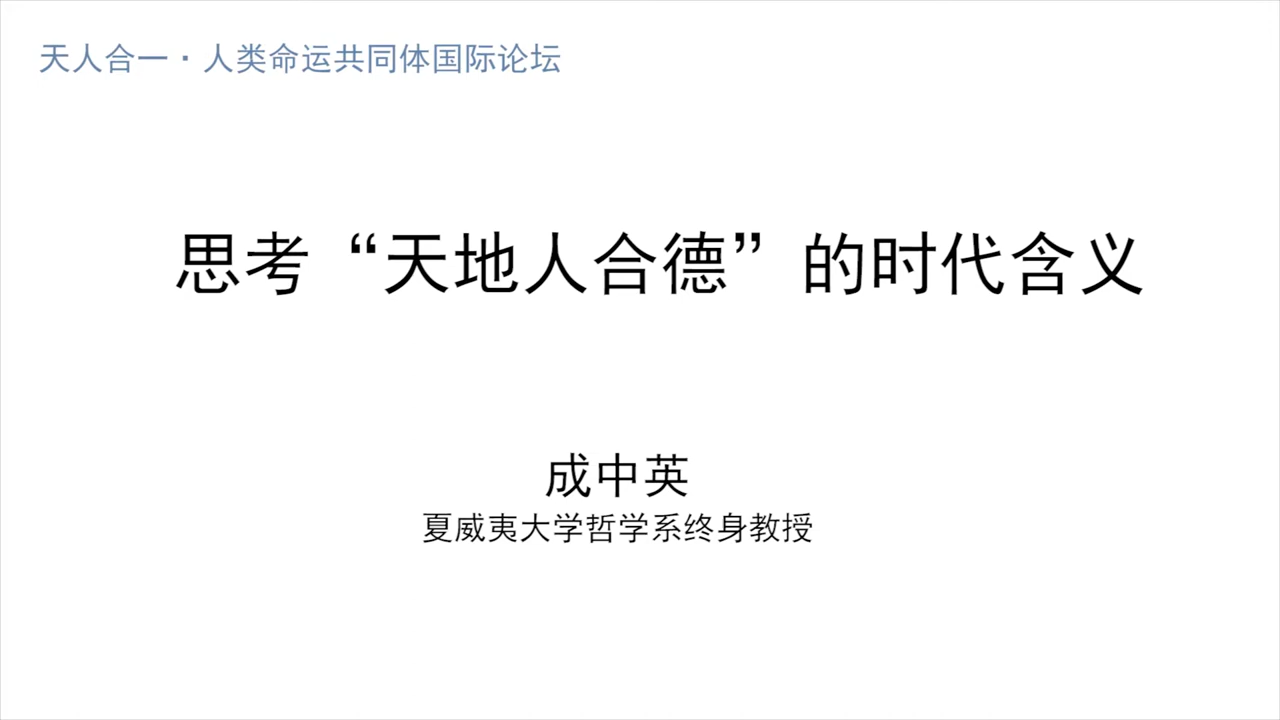 天人合一·人类命运共同体国际论坛
思考“天地人合德”的时代含义
成中英
夏威夷大学哲学系终身教授